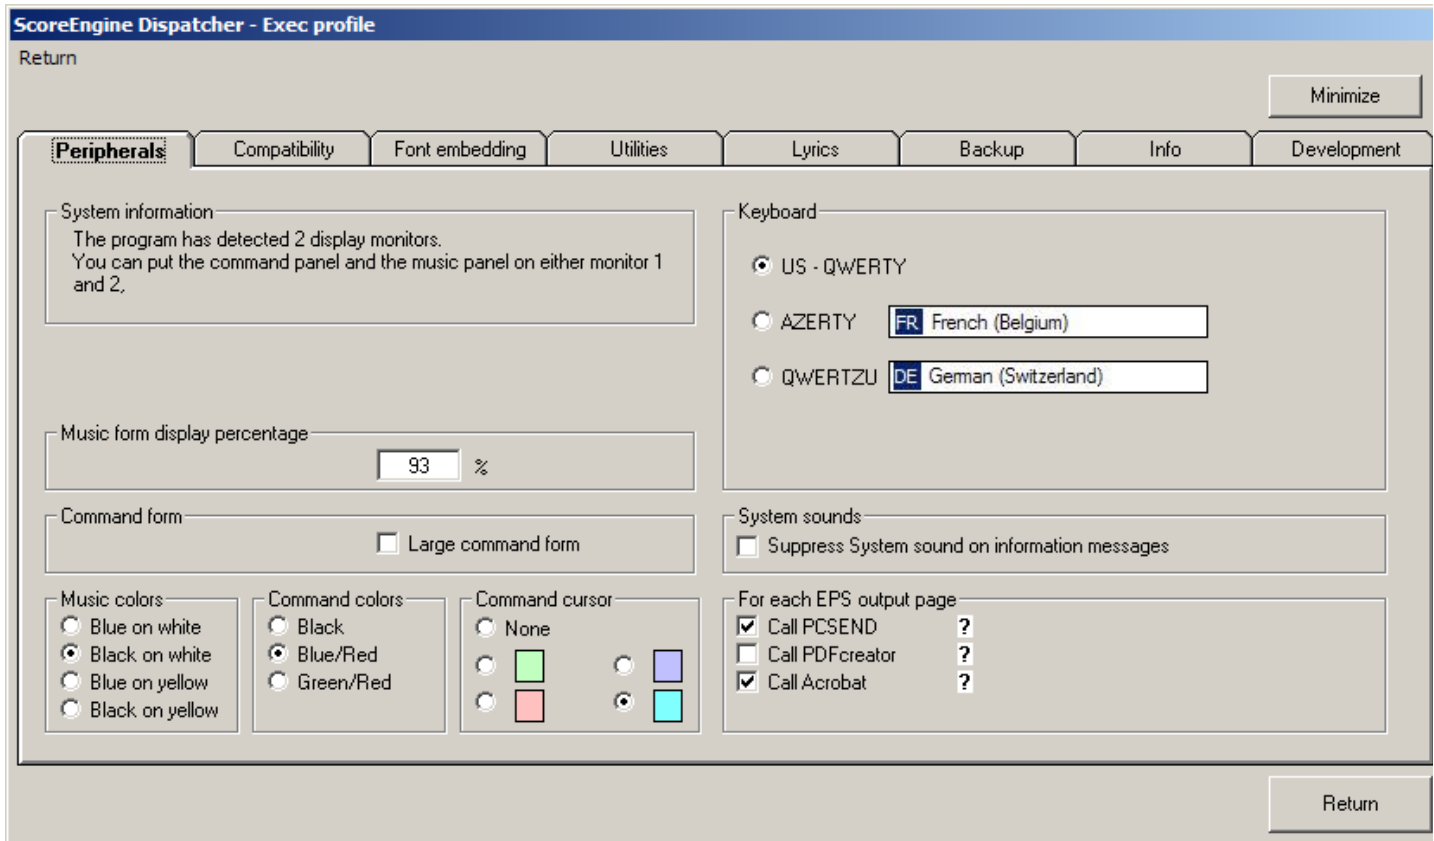 ScoreEngine Dispatcher - Exec profile
Return
Minimize
Peripherals Compatibility Font embedding Utilities Lyrics Backup Info Development
System information
The program has detected 2 display monitors.
You can put the command panel and the music panel on either monitor 1
and 2,
Keyboard
US - QWERTY
AZERTY FR French (Belgium)
QWERTZU DE German (Switzerland)
Music form display percentage
93 %
Command form
Large command form
System sounds
Suppress System sound on information messages
Music colors
Blue on white
Black on white
Blue on yellow
Black on yellow
Command colors
Black
Blue/Red
Green/Red
Command cursor
None
For each EPS output page
Call PCSEND ?
Call PDFcreator ?
Call Acrobat ?
Return